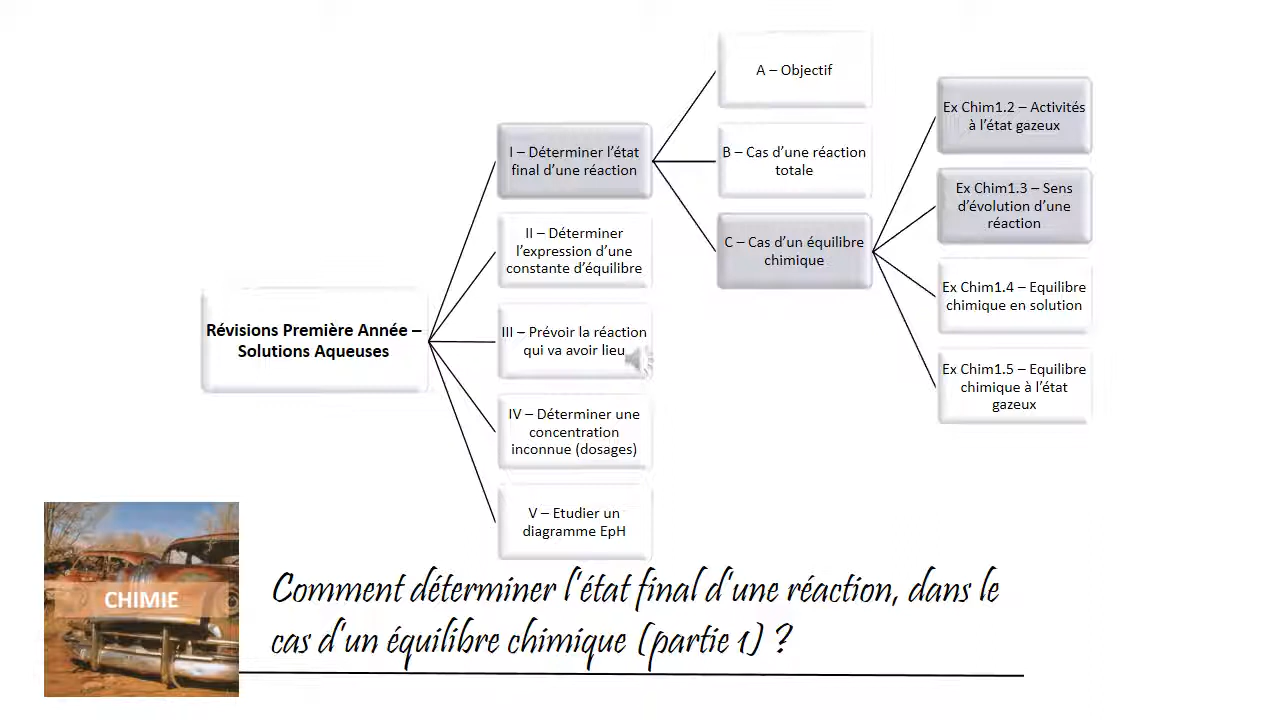 Révisions Première Année –
Solutions Aqueuses
I – Déterminer l'état
final d'une réaction
II – Déterminer
l'expression d'une
constante d'équilibre
III – Prévoir la réaction
qui va avoir lieu
IV – Déterminer une
concentration
inconnue (dosages)
V – Etudier un
diagramme EpH
A – Objectif
B – Cas d'une réaction
totale
C – Cas d'un équilibre
chimique
Ex Chim1.2 – Activités
à l'état gazeux
Ex Chim1.3 – Sens
d'évolution d'une
réaction
Ex Chim1.4 – Equilibre
chimique en solution
Ex Chim1.5 – Equilibre
chimique à l'état
gazeux
CHIMIE
Comment déterminer l'état final d'une réaction, dans le
cas d'un équilibre chimique (partie 1) ?